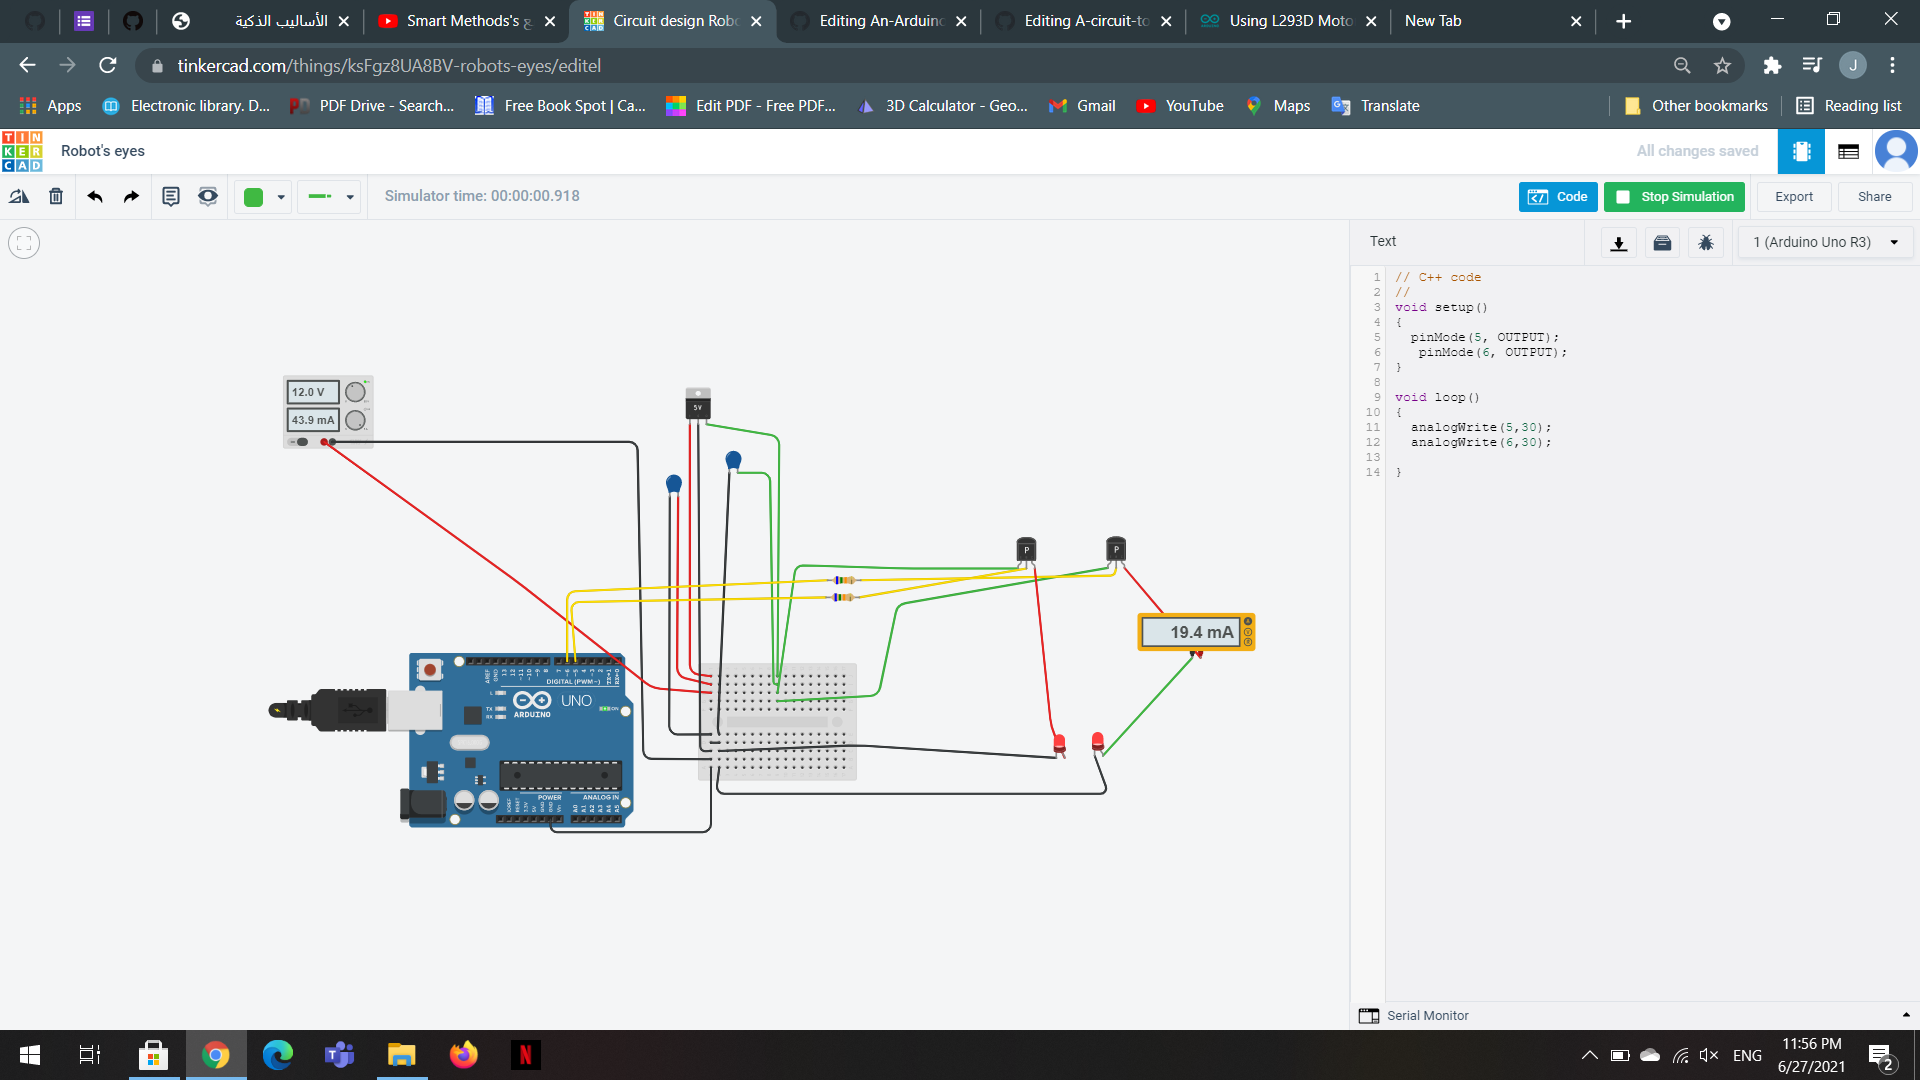 الأساليب الذكية
Smart Methods's ع
Circuit design Robo
Editing An-Arduino
Editing A-circuit-to
Using L293D Moto
New Tab
tinkercad.com/things/ksFgz8UA8BV-robots-eyes/editel
J
Apps
Electronic library. D...
PDF Drive - Search...
Free Book Spot | Ca...
Edit PDF - Free PDF...
3D Calculator - Geo...
Gmail
YouTube
Maps
Translate
Other bookmarks
Reading list
TIN
KER
CAD
Robot's eyes
All changes saved
Simulator time: 00:00:00.918
Code
Stop Simulation
Export
Share
Text
1 (Arduino Uno R3)
1 // C++ code
2 //
3 void setup()
4 {
5 pinMode(5, OUTPUT);
6 pinMode(6, OUTPUT);
7 }
8
9 void loop()
10 {
11 analogWrite(5,30);
12 analogWrite(6,30);
13
14 }
12.0 V
43.9 mA
5V
P
P
19.4 mA
DIGITAL (PWM ~)
UNO
ARDUINO
TX
RX
L
ON
POWER
ANALOG IN
Serial Monitor
ENG
11:56 PM
6/27/2021
2